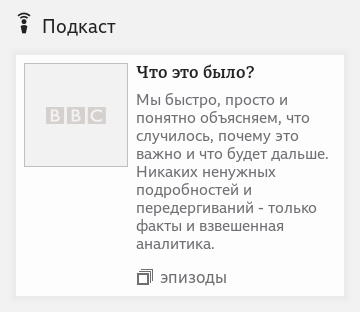 Подкаст
BBC
Что это было?
Мы быстро, просто и
понятно объясняем, что
случилось, почему это
важно и что будет дальше.
Никаких ненужных
подробностей и
передергиваний - только
факты и взвешенная
аналитика.
эпизоды